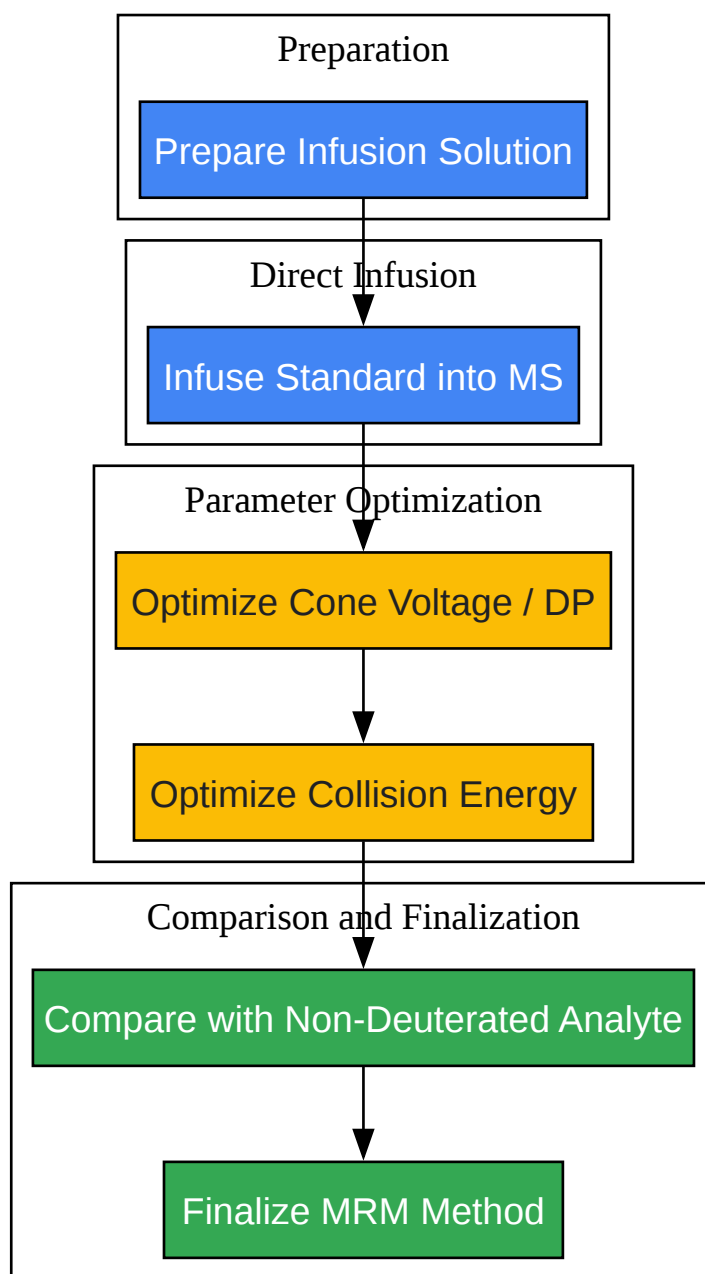 Preparation
Prepare Infusion Solution
Direct Infusion
Infuse Standard into MS
Parameter Optimization
Optimize Cone Voltage / DP
Optimize Collision Energy
Comparison and Finalization
Compare with Non-Deuterated Analyte
Finalize MRM Method